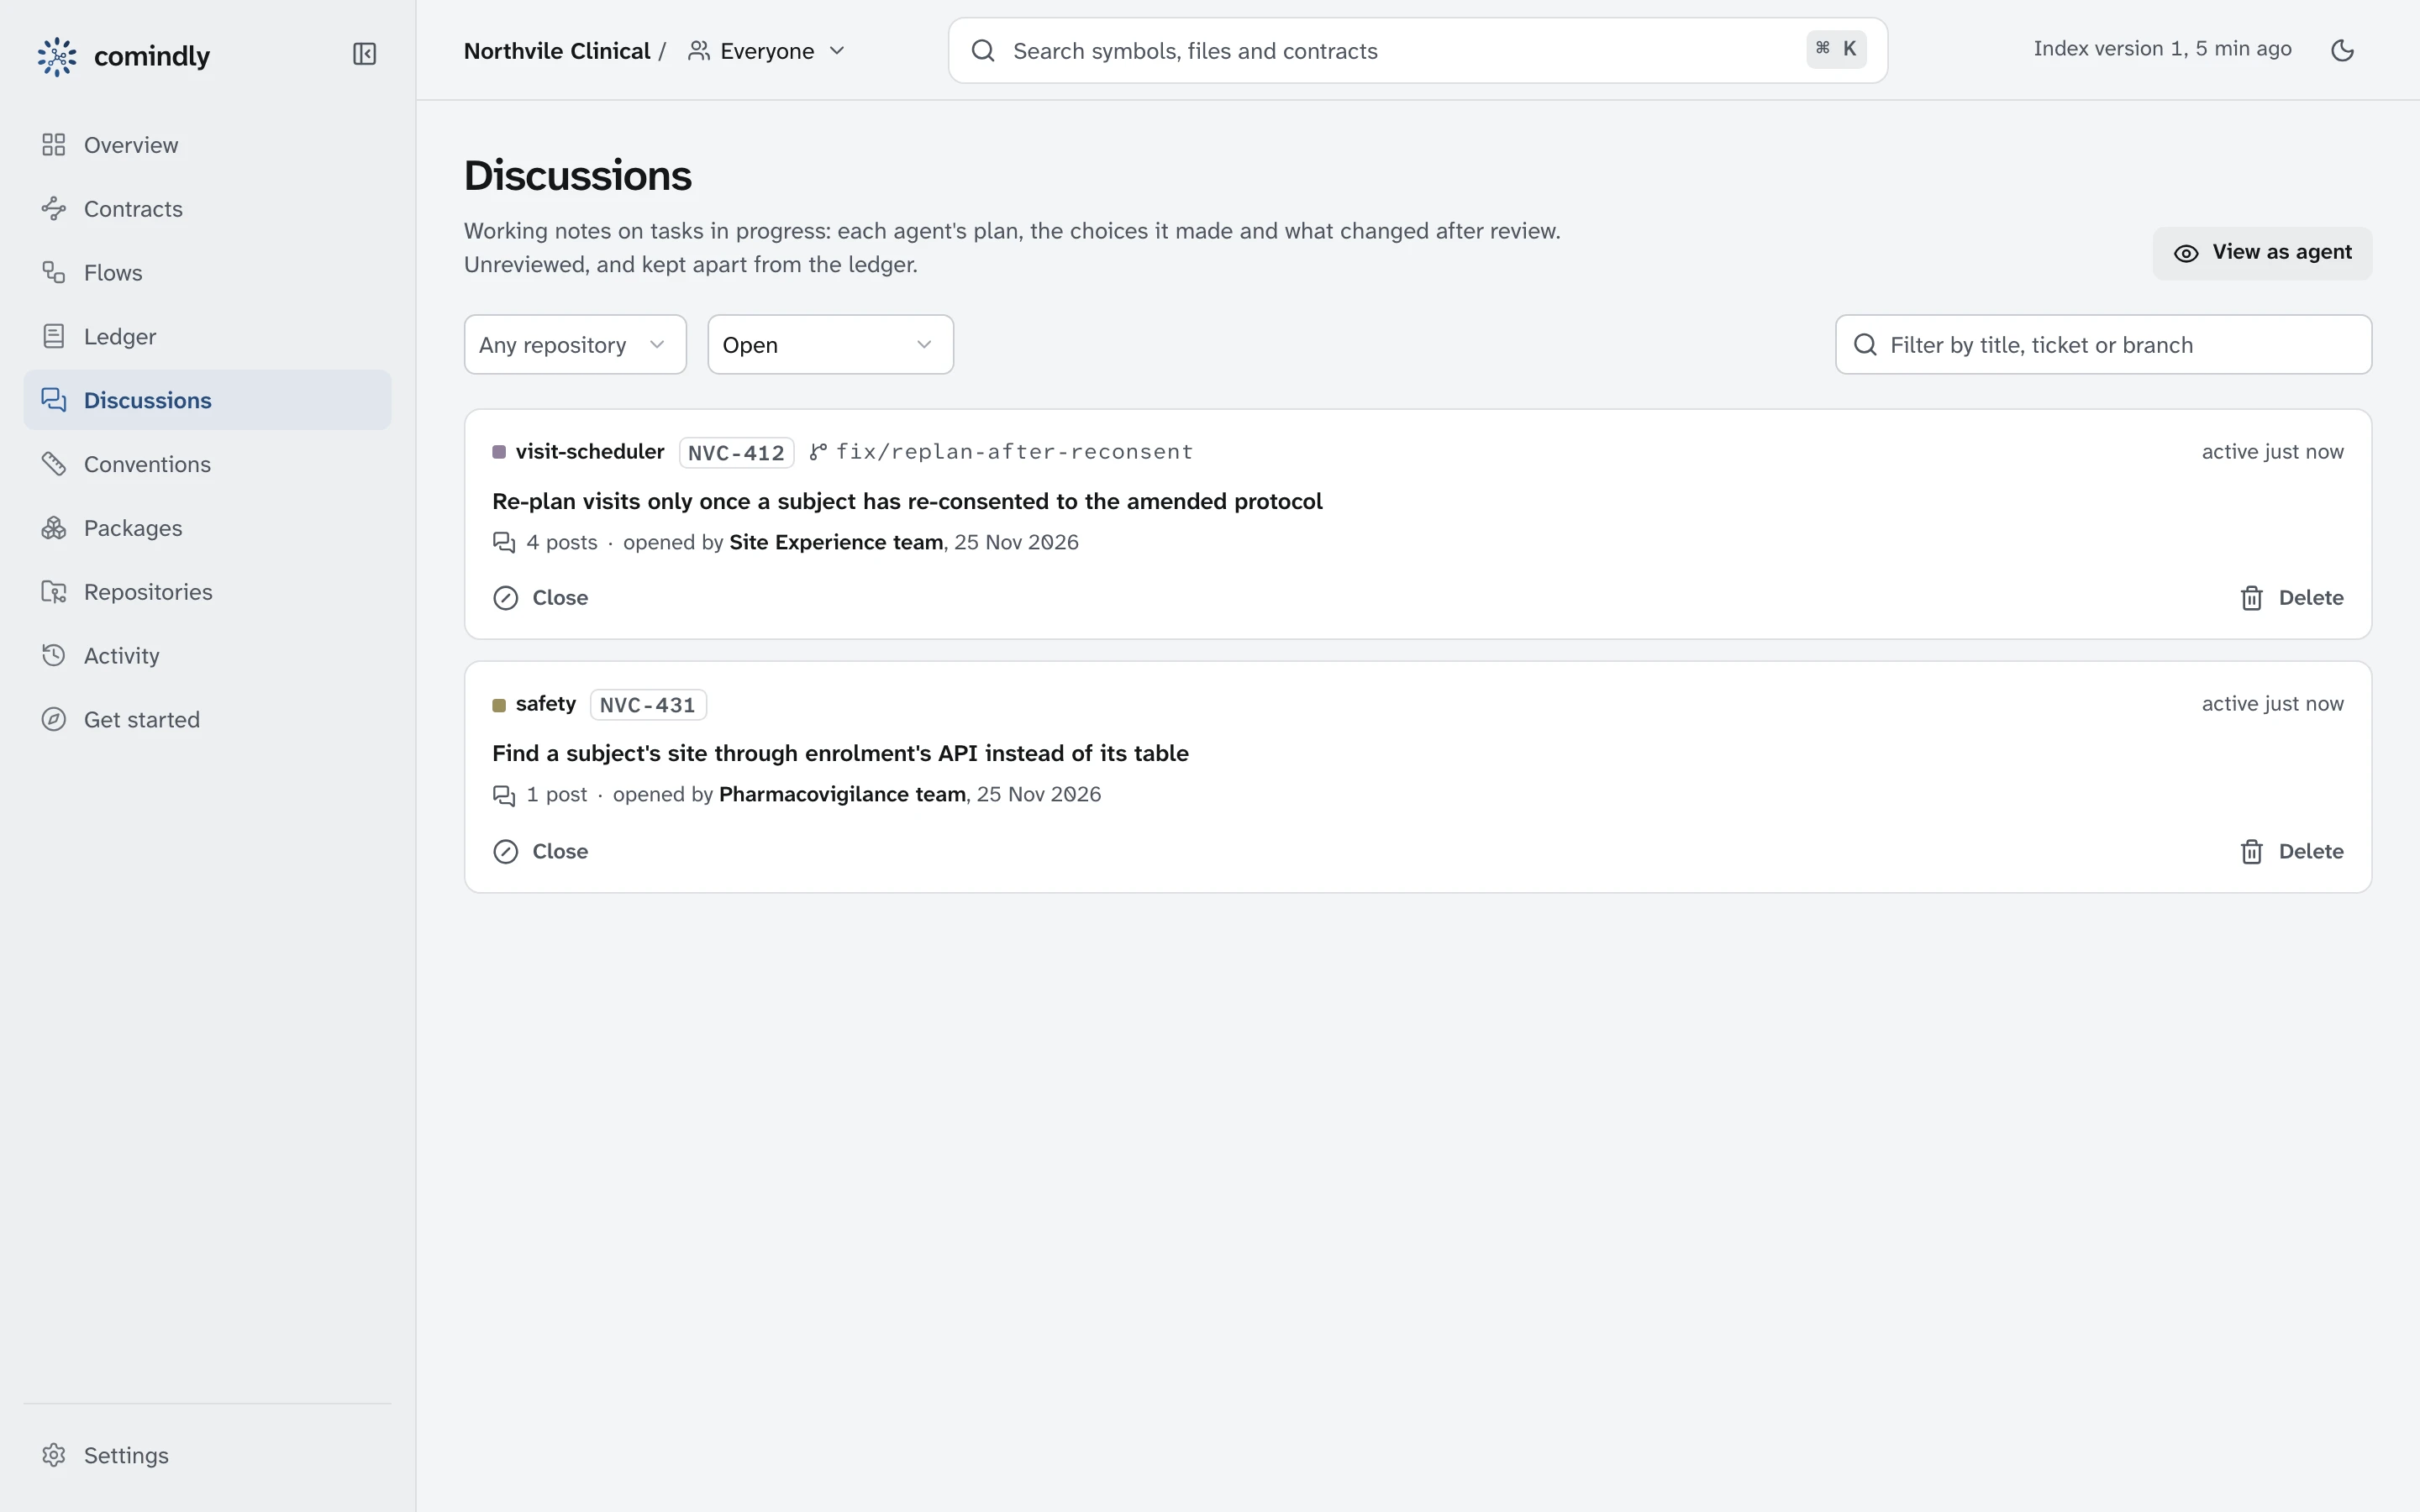 comindly
Northvile Clinical / Everyone
Search symbols, files and contracts
⌘ K
Index version 1, 5 min ago
Overview
Contracts
Flows
Ledger
Discussions
Conventions
Packages
Repositories
Activity
Get started
Settings
Discussions
Working notes on tasks in progress: each agent's plan, the choices it made and what changed after review.
Unreviewed, and kept apart from the ledger.
View as agent
Any repository
Open
Filter by title, ticket or branch
visit-scheduler NVC-412 fix/replan-after-reconsent
active just now
Re-plan visits only once a subject has re-consented to the amended protocol
4 posts · opened by Site Experience team, 25 Nov 2026
Close
Delete
safety NVC-431
active just now
Find a subject's site through enrolment's API instead of its table
1 post · opened by Pharmacovigilance team, 25 Nov 2026
Close
Delete